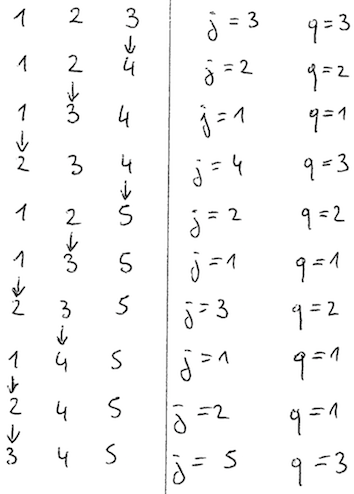 1 2 3 j = 3 q = 3
↓
1 2 4 j = 2 q = 2
↓
1 3 4 j = 1 q = 1
↓
2 3 4 j = 4 q = 3
↓
1 2 5 j = 2 q = 2
↓
1 3 5 j = 1 q = 1
↓
2 3 5 j = 3 q = 2
↓
1 4 5 j = 1 q = 1
↓
2 4 5 j = 2 q = 1
↓
3 4 5 j = 5 q = 3